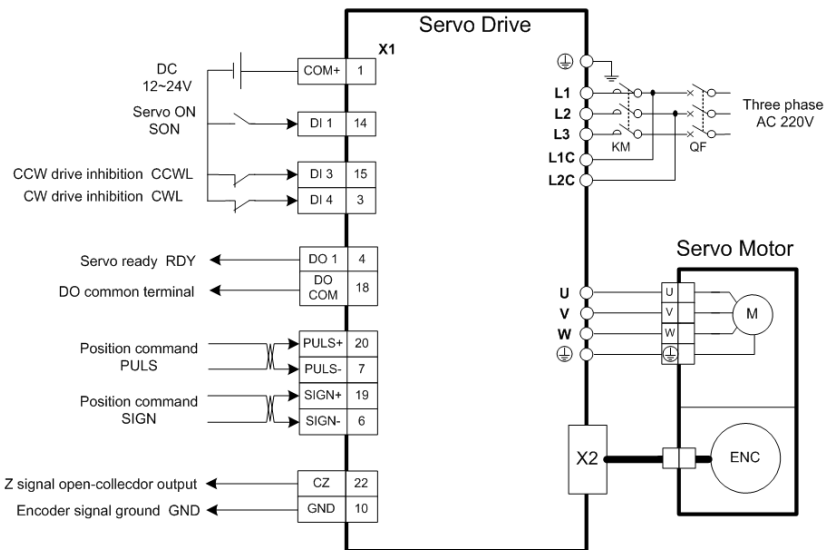 Servo Drive
X1
DC
12~24V
COM+ 1
Servo ON
SON
DI 1 14
CCW drive inhibition CCWL
DI 3 15
CW drive inhibition CWL
DI 4 3
Servo ready RDY
DO 1 4
DO common terminal
DO
COM
18
Position command
PULS
PULS+ 20
PULS- 7
Position command
SIGN
SIGN+ 19
SIGN- 6
Z signal open-collecdor output
CZ 22
Encoder signal ground GND
GND 10
L1
L2
L3
L1C
L2C
KM
QF
Three phase
AC 220V
Servo Motor
U
V
W
U
V
W
M
X2
ENC